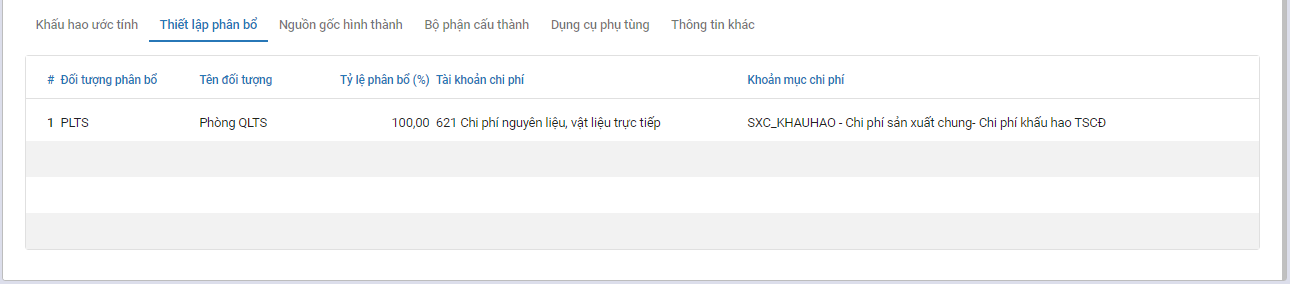 Khấu hao ước tính Thiết lập phân bổ Nguồn gốc hình thành Bộ phận cấu thành Dụng cụ phụ tùng Thông tin khác
# Đối tượng phân bổ Tên đối tượng Tỷ lệ phân bổ (%) Tài khoản chi phí Khoản mục chi phí
1 PLTS Phòng QLTS 100,00 621 Chi phí nguyên liệu, vật liệu trực tiếp SXC_KHAUHAO - Chi phí sản xuất chung- Chi phí khấu hao TSCĐ